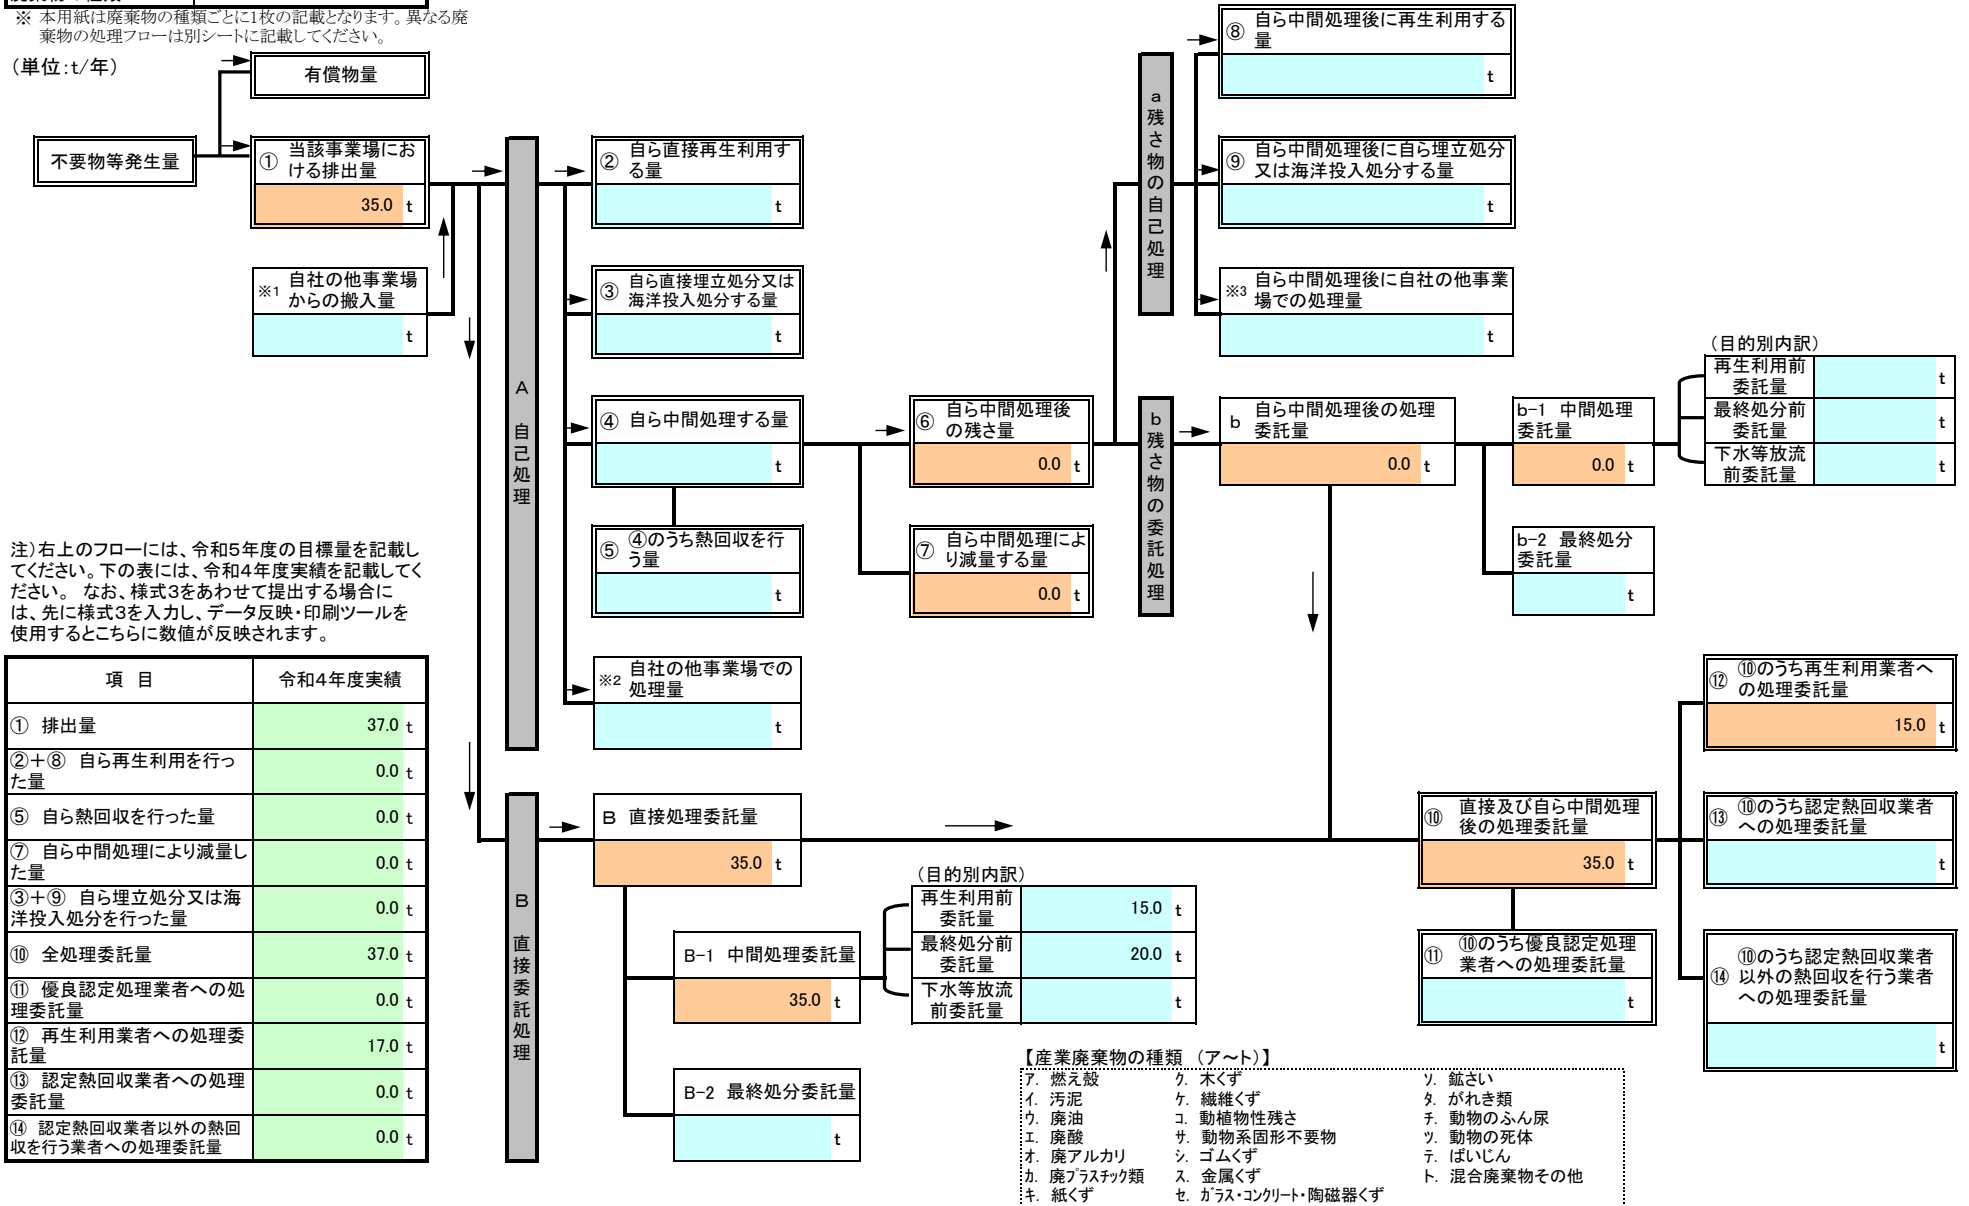 ※ 本用紙は廃棄物の種類ごとに1枚の記載となります。異なる廃
棄物の処理フローは別シートに記載してください。
(単位:t/年)
有償物量
不要物等発生量
① 当該事業場にお
ける排出量
35.0 t
※1 自社の他事業場
からの搬入量
t
A 自己処理
② 自ら直接再生利用す
る量
t
③ 自ら直接埋立処分又は
海洋投入処分する量
t
④ 自ら中間処理する量
t
⑤ ④のうち熱回収を行
う量
t
※2 自社の他事業場での
処理量
t
⑥ 自ら中間処理後
の残さ量
0.0 t
⑦ 自ら中間処理によ
り減量する量
0.0 t
a 残さ物の自己処理
⑧ 自ら中間処理後に再生利用する
量
t
⑨ 自ら中間処理後に自ら埋立処分
又は海洋投入処分する量
t
※3 自ら中間処理後に自社の他事業
場での処理量
t
b 残さ物の委託処理
b 自ら中間処理後の処理
委託量
0.0 t
b-1 中間処理
委託量
0.0 t
(目的別内訳)
再生利用前
委託量
t
最終処分前
委託量
t
下水等放流
前委託量
t
b-2 最終処分
委託量
t
注)右上のフローには、令和5年度の目標量を記載し
てください。下の表には、令和4年度実績を記載してく
ださい。 なお、様式3をあわせて提出する場合に
は、先に様式3を入力し、データ反映・印刷ツールを
使用するとこちらに数値が反映されます。
項 目 令和4年度実績
① 排出量 37.0 t
②+⑧ 自ら再生利用を行っ
た量 0.0 t
⑤ 自ら熱回収を行った量 0.0 t
⑦ 自ら中間処理により減量し
た量 0.0 t
③+⑨ 自ら埋立処分又は海
洋投入処分を行った量 0.0 t
⑩ 全処理委託量 37.0 t
⑪ 優良認定処理業者への処
理委託量 0.0 t
⑫ 再生利用業者への処理委
託量 17.0 t
⑬ 認定熱回収業者への処理
委託量 0.0 t
⑭ 認定熱回収業者以外の熱回
収を行う業者への処理委託量 0.0 t
B 直接委託処理
B 直接処理委託量
35.0 t
B-1 中間処理委託量
35.0 t
B-2 最終処分委託量
t
(目的別内訳)
再生利用前
委託量
15.0 t
最終処分前
委託量
20.0 t
下水等放流
前委託量
t
⑩ 直接及び自ら中間処理
後の処理委託量
35.0 t
⑪ ⑩のうち優良認定処理
業者への処理委託量
t
⑫ ⑩のうち再生利用業者へ
の処理委託量
15.0 t
⑬ ⑩のうち認定熱回収業者
への処理委託量
t
⑭ ⑩のうち認定熱回収業者
以外の熱回収を行う業者
への処理委託量
t
【産業廃棄物の種類 (ア~ト)】
ア. 燃え殻 ク. 木くず ソ. 鉱さい
イ. 汚泥 ケ. 繊維くず タ. がれき類
ウ. 廃油 コ. 動植物性残さ チ. 動物のふん尿
エ. 廃酸 サ. 動物系固形不要物 ツ. 動物の死体
オ. 廃アルカリ シ. ゴムくず テ. ばいじん
カ. 廃プラスチック類 ス. 金属くず ト. 混合廃棄物その他
キ. 紙くず セ. ガラス・コンクリート・陶磁器くず